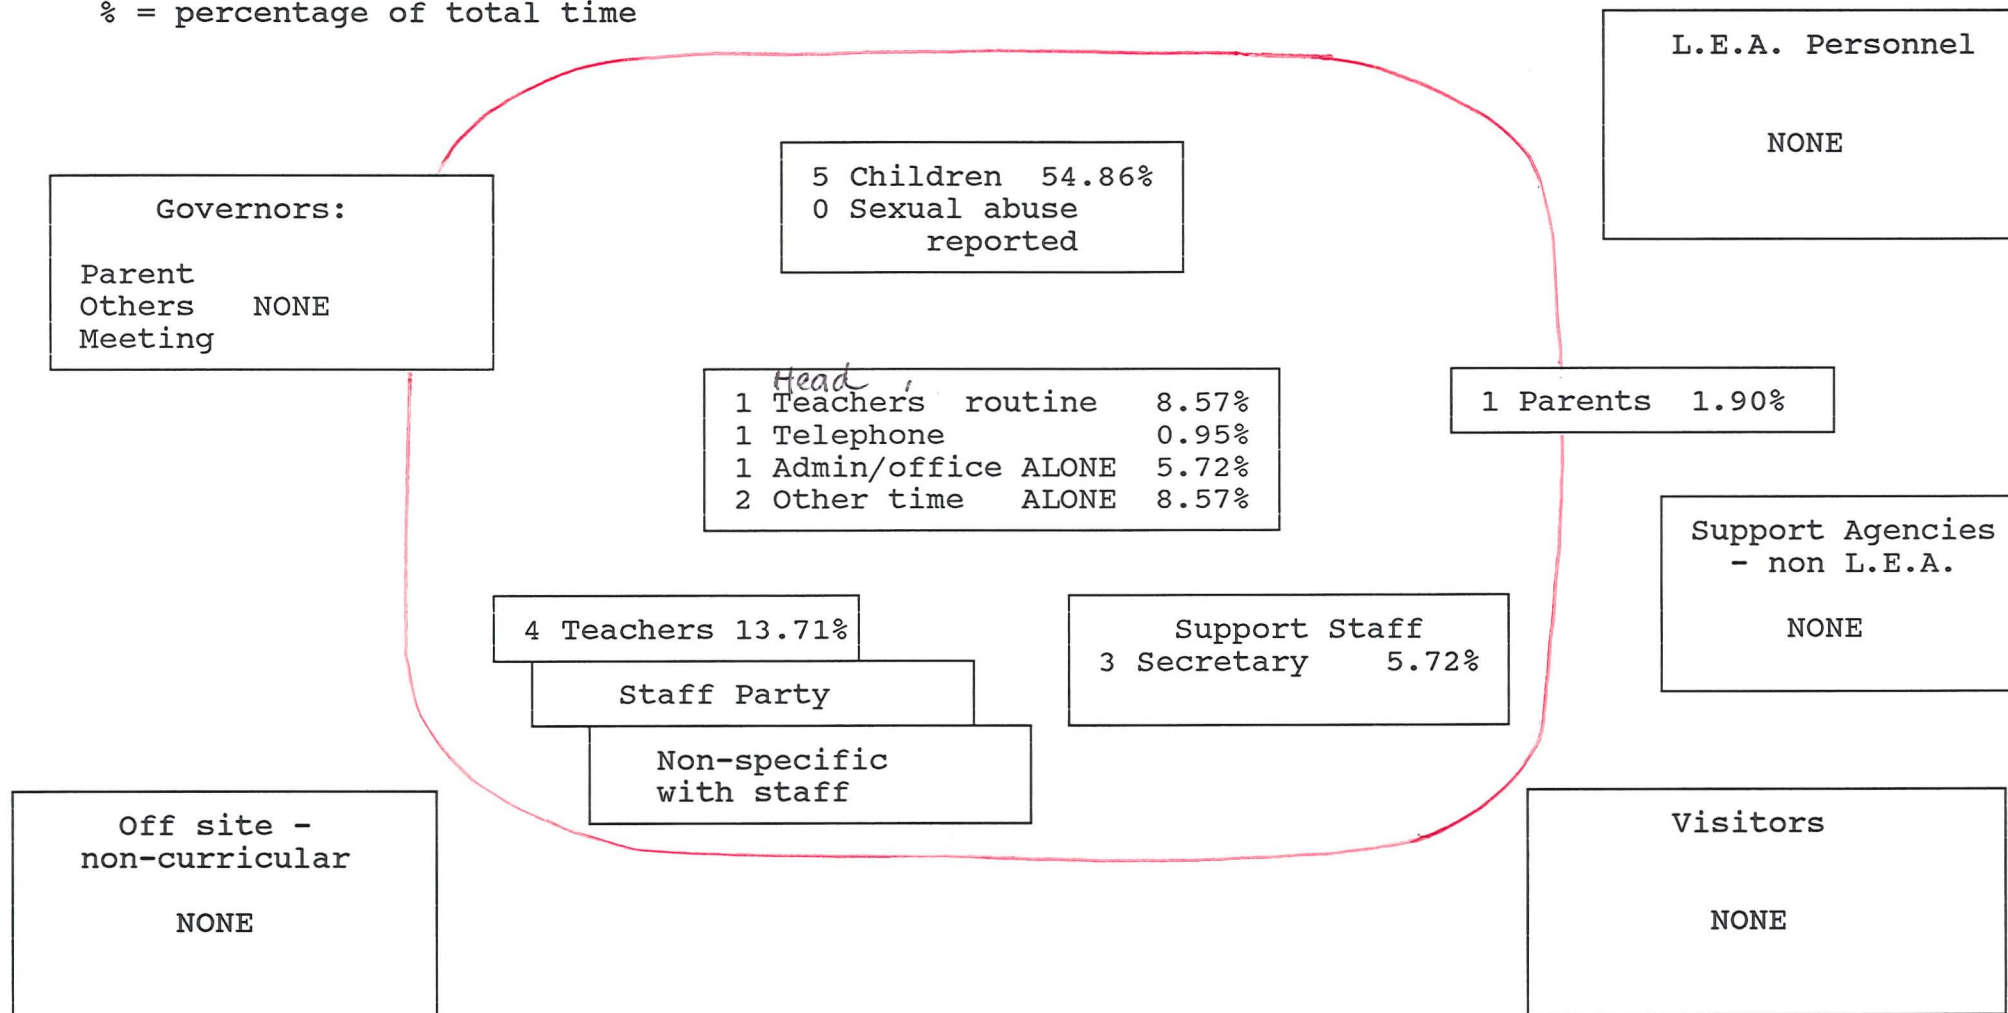 % = percentage of total time
L.E.A. Personnel
NONE
5 Children 54.86%
0 Sexual abuse
reported
Governors:
Parent
Others NONE
Meeting
Head
1 Teacher's routine 8.57%
1 Telephone 0.95%
1 Admin/office ALONE 5.72%
2 Other time ALONE 8.57%
1 Parents 1.90%
Support Agencies
- non L.E.A.
NONE
4 Teachers 13.71%
Staff Party
Non-specific
with staff
Support Staff
3 Secretary 5.72%
Off site -
non-curricular
NONE
Visitors
NONE